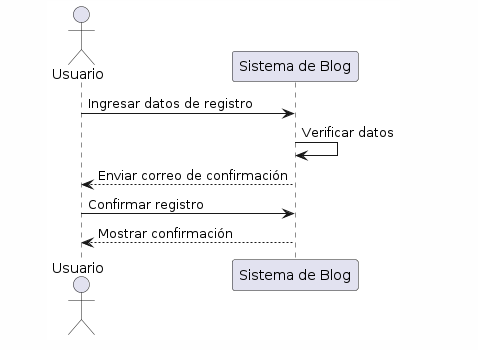 Usuario
Sistema de Blog
Ingresar datos de registro
Verificar datos
Enviar correo de confirmación
Confirmar registro
Mostrar confirmación
Usuario
Sistema de Blog